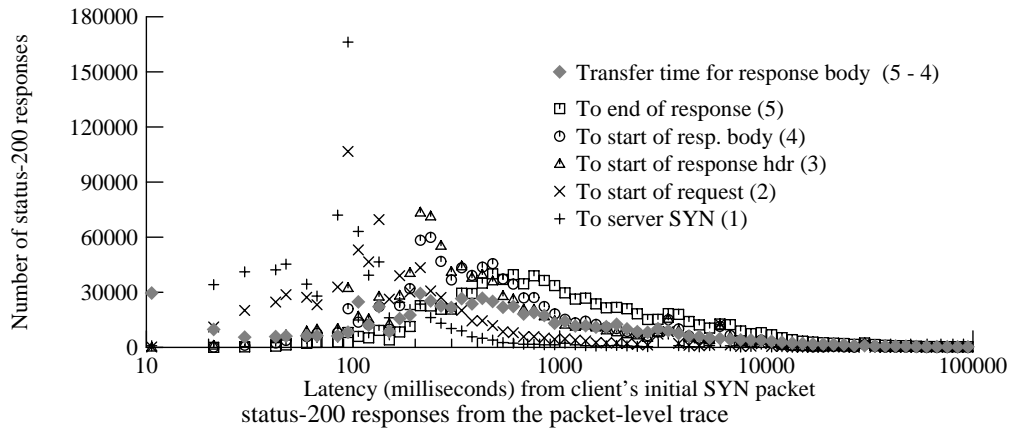 180000
150000
120000
90000
60000
30000
0
Number of status-200 responses
Transfer time for response body (5 - 4)
To end of response (5)
To start of resp. body (4)
To start of response hdr (3)
To start of request (2)
To server SYN (1)
10 100 1000 10000 100000
Latency (milliseconds) from client's initial SYN packet
status-200 responses from the packet-level trace